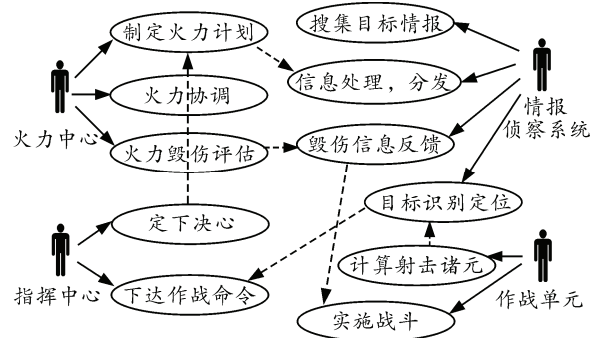 制定火力计划
搜集目标情报
信息处理，分发
火力协调
火力中心
情报
侦察系统
火力毁伤评估
毁伤信息反馈
目标识别定位
定下决心
计算射击诸元
指挥中心
下达作战命令
作战单元
实施战斗